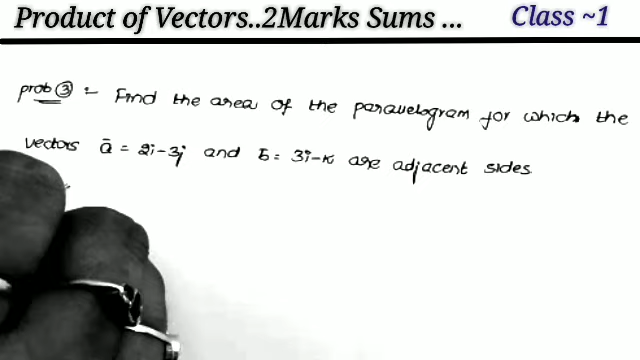 Product of Vectors..2Marks Sums ... Class ~1
prob ③ :- Find the area of the paravelogram for which the
vectors ā = 2i-3j and b̄ = 3i-k are adjacent sides